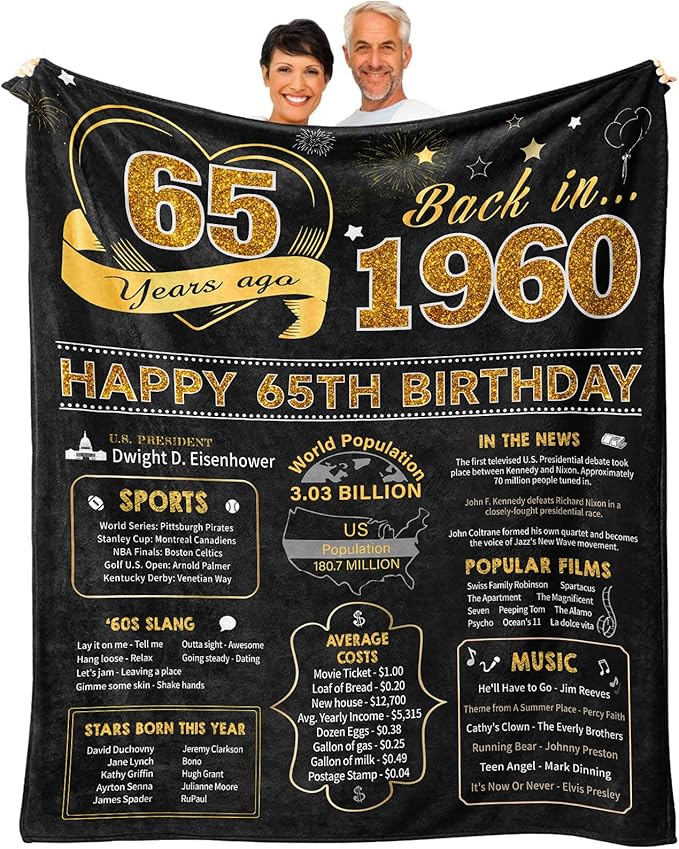 65
Years ago
Back in...
1960
HAPPY 65TH BIRTHDAY
U.S. PRESIDENT
Dwight D. Eisenhower
SPORTS
World Series: Pittsburgh Pirates
Stanley Cup: Montreal Canadiens
NBA Finals: Boston Celtics
Golf U.S. Open: Arnold Palmer
Kentucky Derby: Venetian Way
World Population
3.03 BILLION
US
Population
180.7 MILLION
IN THE NEWS
The first televised U.S. Presidential debate took
place between Kennedy and Nixon. Approximately
70 million people tuned in.
John F. Kennedy defeats Richard Nixon in a
closely-fought presidential race.
John Coltrane formed his own quartet and becomes
the voice of Jazz's New Wave movement.
POPULAR FILMS
Swiss Family Robinson Spartacus
The Apartment The Magnificent
Seven Peeping Tom The Alamo
Psycho Ocean's 11 La dolce vita
'60S SLANG
Lay it on me - Tell me Outta sight - Awesome
Hang loose - Relax Going steady - Dating
Let's jam - Leaving a place
Gimme some skin - Shake hands
AVERAGE
COSTS
Movie Ticket - $1.00
Loaf of Bread - $0.20
New house - $12,700
Avg. Yearly Income - $5,315
Dozen Eggs - $0.38
Gallon of gas - $0.25
Gallon of milk - $0.49
Postage Stamp - $0.04
MUSIC
He'll Have to Go - Jim Reeves
Theme from A Summer Place - Percy Faith
Cathy's Clown - The Everly Brothers
Running Bear - Johnny Preston
Teen Angel - Mark Dinning
It's Now Or Never - Elvis Presley
STARS BORN THIS YEAR
David Duchovny Jeremy Clarkson
Jane Lynch Bono
Kathy Griffin Hugh Grant
Ayrton Senna Julianne Moore
James Spader RuPaul